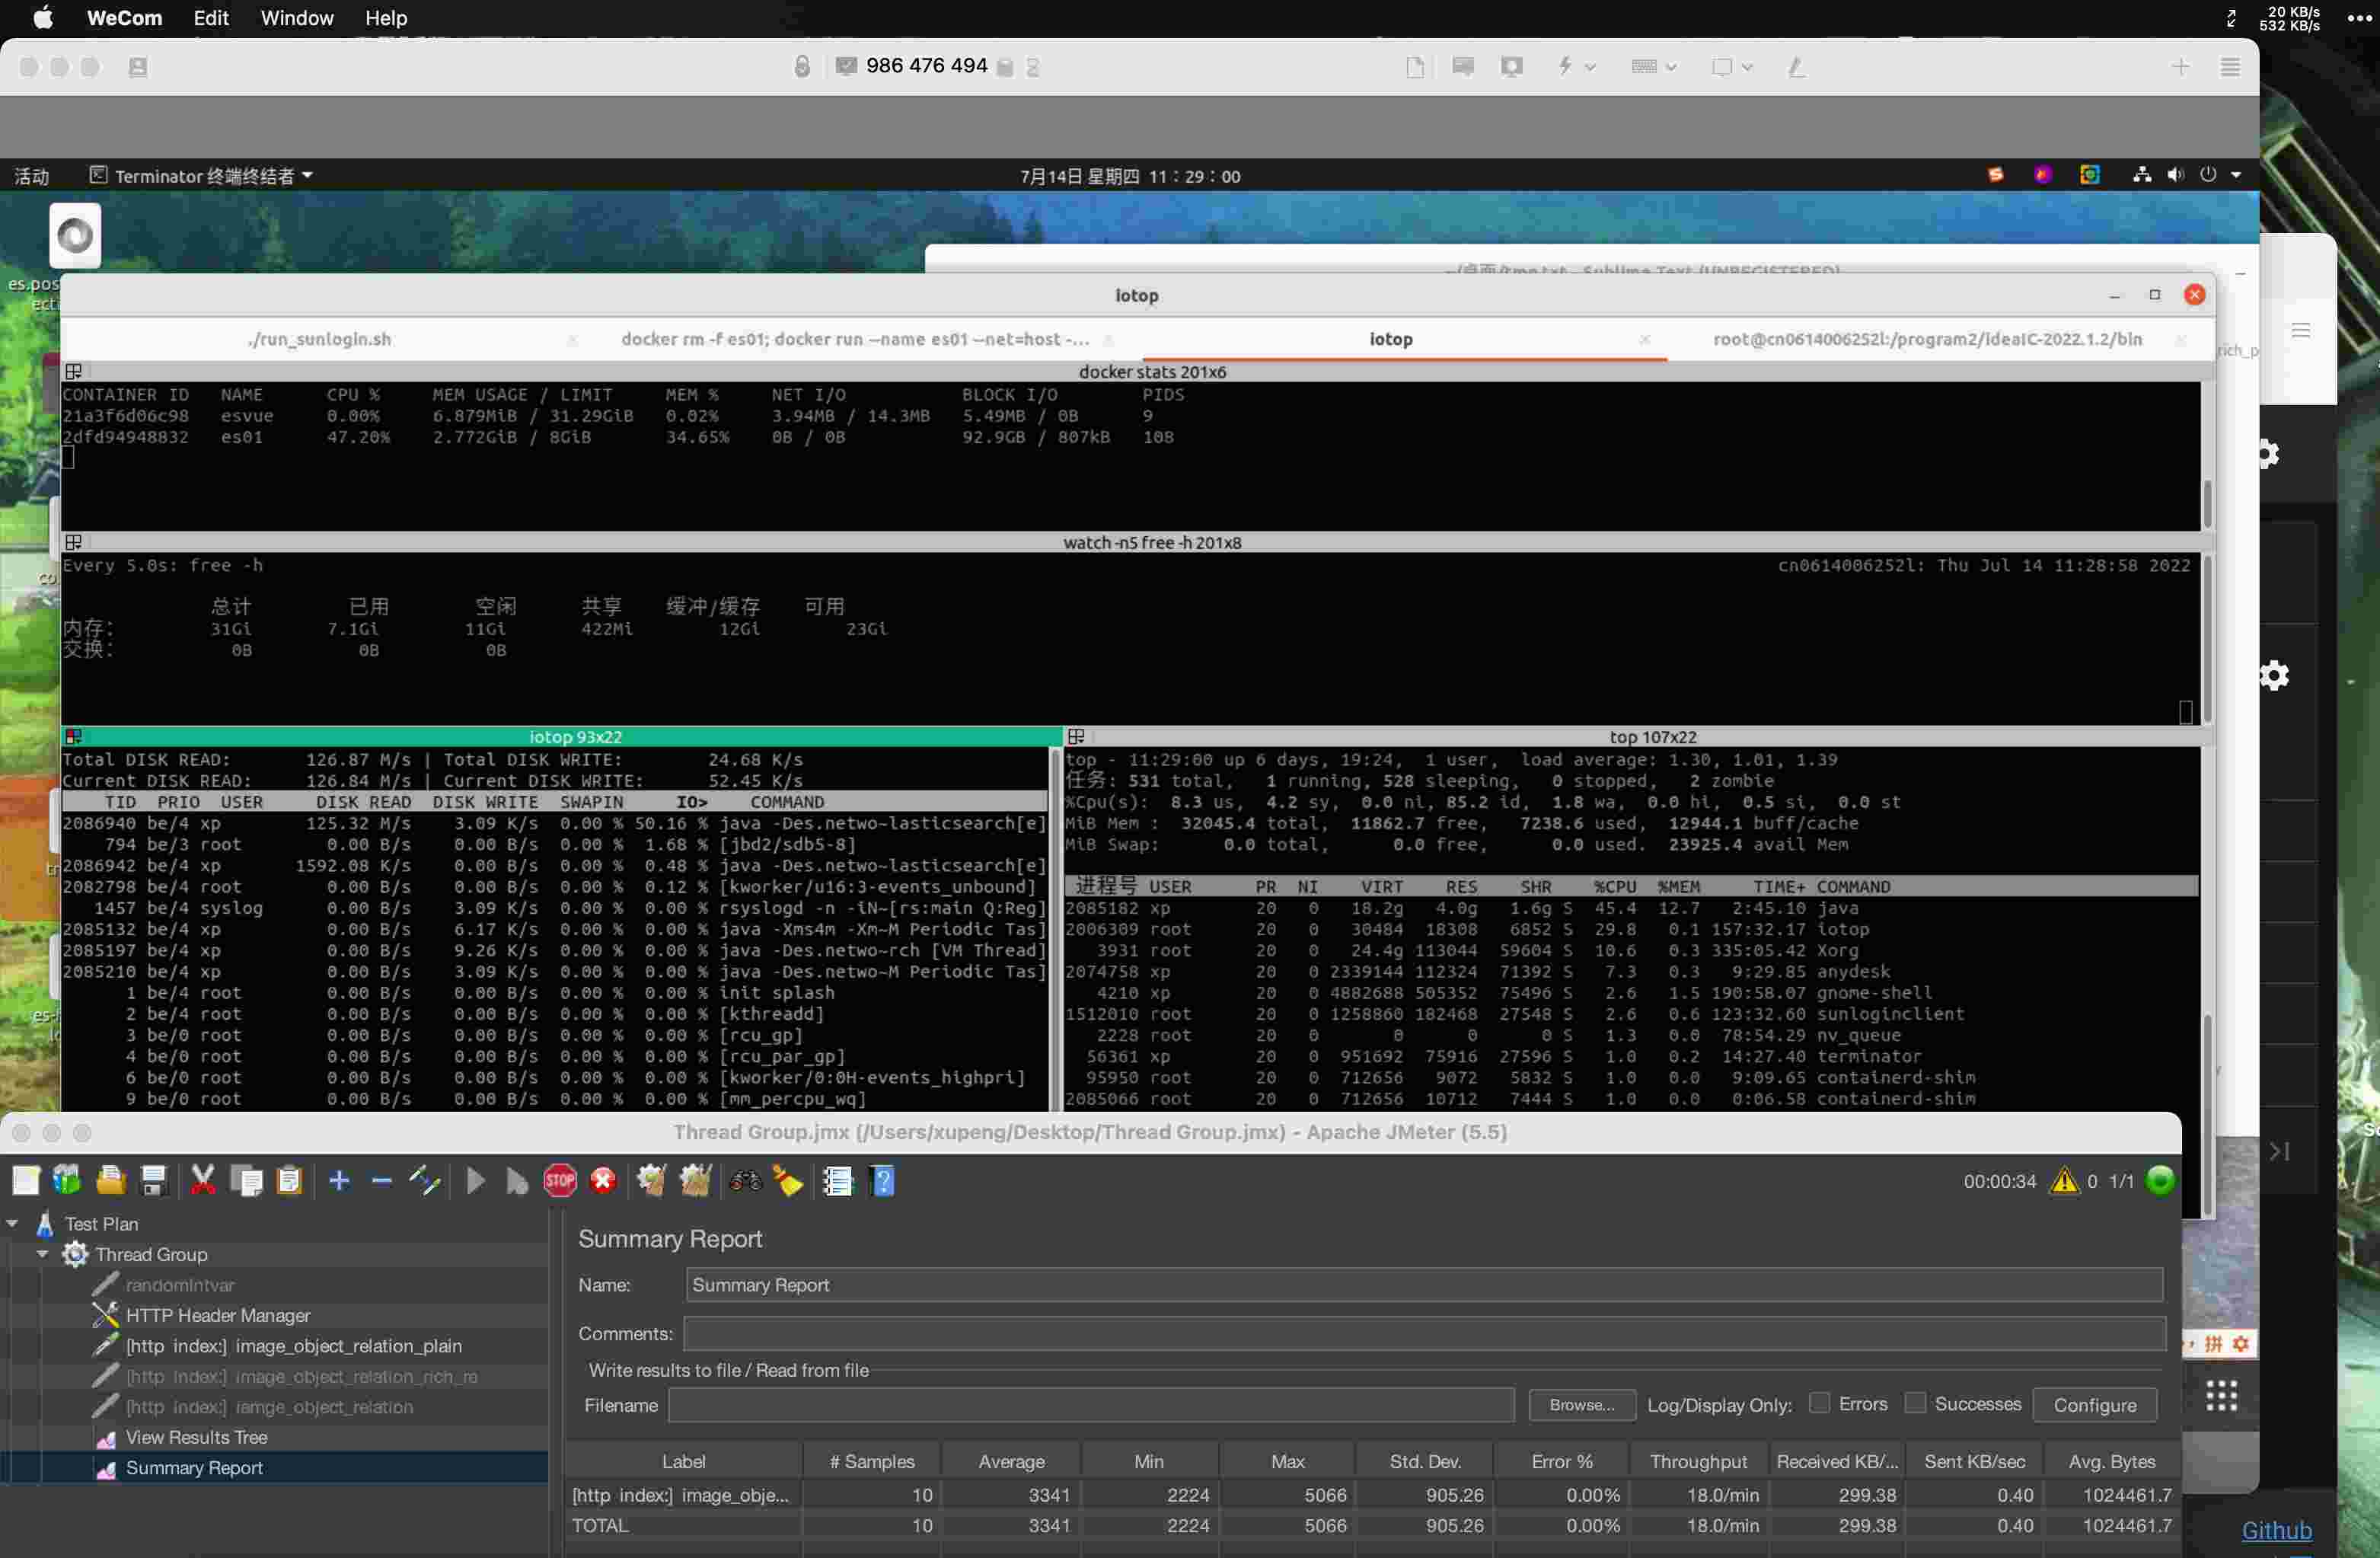 WeCom Edit Window Help
20 KB/s
532 KB/s
986 476 494
活动 Terminator 终端终结者 7月14日 星期四 11：29：00
es.pos
ecti
~/桌面/tmp.txt - Sublime Text (UNREGISTERED)
iotop
./run_sunlogin.sh docker rm -f es01; docker run --name es01 --net=host -... iotop root@cn0614006252l:/program2/ideaIC-2022.1.2/bin
rich_p
docker stats 201x6
CONTAINER ID NAME CPU % MEM USAGE / LIMIT MEM % NET I/O BLOCK I/O PIDS
21a3f6d06c98 esvue 0.00% 6.879MiB / 31.29GiB 0.02% 3.94MB / 14.3MB 5.49MB / 0B 9
2dfd94948832 es01 47.20% 2.772GiB / 8GiB 34.65% 0B / 0B 92.9GB / 807kB 108
watch -n5 free -h 201x8
Every 5.0s: free -h cn0614006252l: Thu Jul 14 11:28:58 2022
总计 已用 空闲 共享 缓冲/缓存 可用
内存： 31Gi 7.1Gi 11Gi 422Mi 12Gi 23Gi
交换： 0B 0B 0B
iotop 93x22
Total DISK READ: 126.87 M/s | Total DISK WRITE: 24.68 K/s
Current DISK READ: 126.84 M/s | Current DISK WRITE: 52.45 K/s
TID PRIO USER DISK READ DISK WRITE SWAPIN IO> COMMAND
2086940 be/4 xp 125.32 M/s 3.09 K/s 0.00 % 50.16 % java -Des.netwo~lasticsearch[e]
794 be/3 root 0.00 B/s 0.00 B/s 0.00 % 1.68 % [jbd2/sdb5-8]
2086942 be/4 xp 1592.08 K/s 0.00 B/s 0.00 % 0.48 % java -Des.netwo~lasticsearch[e]
2082798 be/4 root 0.00 B/s 0.00 B/s 0.00 % 0.12 % [kworker/u16:3-events_unbound]
1457 be/4 syslog 0.00 B/s 3.09 K/s 0.00 % 0.00 % rsyslogd -n -iN~[rs:main Q:Reg]
2085132 be/4 xp 0.00 B/s 6.17 K/s 0.00 % 0.00 % java -Xms4m -Xm~M Periodic Tas]
2085197 be/4 xp 0.00 B/s 9.26 K/s 0.00 % 0.00 % java -Des.netwo~rch [VM Thread]
2085210 be/4 xp 0.00 B/s 3.09 K/s 0.00 % 0.00 % java -Des.netwo~M Periodic Tas]
1 be/4 root 0.00 B/s 0.00 B/s 0.00 % 0.00 % init splash
2 be/4 root 0.00 B/s 0.00 B/s 0.00 % 0.00 % [kthreadd]
3 be/0 root 0.00 B/s 0.00 B/s 0.00 % 0.00 % [rcu_gp]
4 be/0 root 0.00 B/s 0.00 B/s 0.00 % 0.00 % [rcu_par_gp]
6 be/0 root 0.00 B/s 0.00 B/s 0.00 % 0.00 % [kworker/0:0H-events_highpri]
9 be/0 root 0.00 B/s 0.00 B/s 0.00 % 0.00 % [mm_percpu_wq]
top 107x22
top - 11:29:00 up 6 days, 19:24, 1 user, load average: 1.30, 1.01, 1.39
任务: 531 total, 1 running, 528 sleeping, 0 stopped, 2 zombie
%Cpu(s): 8.3 us, 4.2 sy, 0.0 ni, 85.2 id, 1.8 wa, 0.0 hi, 0.5 si, 0.0 st
MiB Mem : 32045.4 total, 11862.7 free, 7238.6 used, 12944.1 buff/cache
MiB Swap: 0.0 total, 0.0 free, 0.0 used. 23925.4 avail Mem
进程号 USER PR NI VIRT RES SHR %CPU %MEM TIME+ COMMAND
2085182 xp 20 0 18.2g 4.0g 1.6g S 45.4 12.7 2:45.10 java
2006309 root 20 0 30484 18308 6852 S 29.8 0.1 157:32.17 iotop
3931 root 20 0 24.4g 113044 59604 S 10.6 0.3 335:05.42 Xorg
2074758 xp 20 0 2339144 112324 71392 S 7.3 0.3 9:29.85 anydesk
4210 xp 20 0 4882688 505352 75496 S 2.6 1.5 190:58.07 gnome-shell
1512010 root 20 0 1258860 182468 27548 S 2.6 0.6 123:32.60 sunloginclient
2228 root 20 0 0 0 0 S 1.3 0.0 78:54.29 nv_queue
56361 xp 20 0 951692 75916 27596 S 1.0 0.2 14:27.40 terminator
95950 root 20 0 712656 9072 5832 S 1.0 0.0 9:09.65 containerd-shim
2085066 root 20 0 712656 10712 7444 S 1.0 0.0 0:06.58 containerd-shim
Thread Group.jmx (/Users/xupeng/Desktop/Thread Group.jmx) - Apache JMeter (5.5)
STOP
00:00:34 0 1/1
Test Plan
Thread Group
randomIntvar
HTTP Header Manager
[http index:] image_object_relation_plain
[http index:] image_object_relation_rich_re
[http index:] iamge_object_relation
View Results Tree
Summary Report
Summary Report
Name: Summary Report
Comments:
Write results to file / Read from file
Filename Browse... Log/Display Only: Errors Successes Configure
Label # Samples Average Min Max Std. Dev. Error % Throughput Received KB/... Sent KB/sec Avg. Bytes
[http index:] image_obje... 10 3341 2224 5066 905.26 0.00% 18.0/min 299.38 0.40 1024461.7
TOTAL 10 3341 2224 5066 905.26 0.00% 18.0/min 299.38 0.40 1024461.7
拼
Github